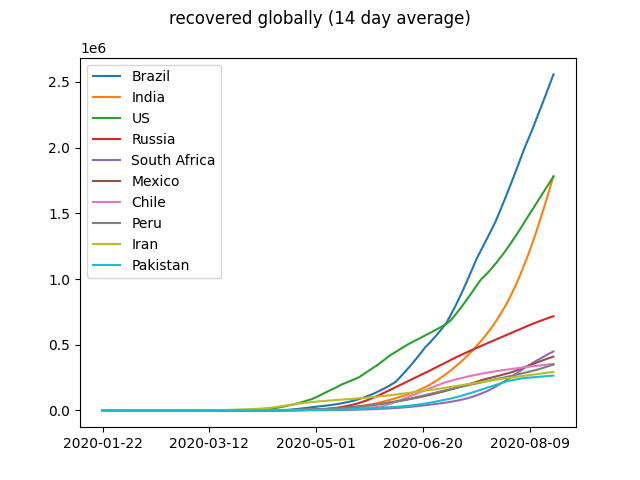 recovered globally (14 day average)
1e6
2.5
2.0
1.5
1.0
0.5
0.0
Brazil
India
US
Russia
South Africa
Mexico
Chile
Peru
Iran
Pakistan
2020-01-22 2020-03-12 2020-05-01 2020-06-20 2020-08-09